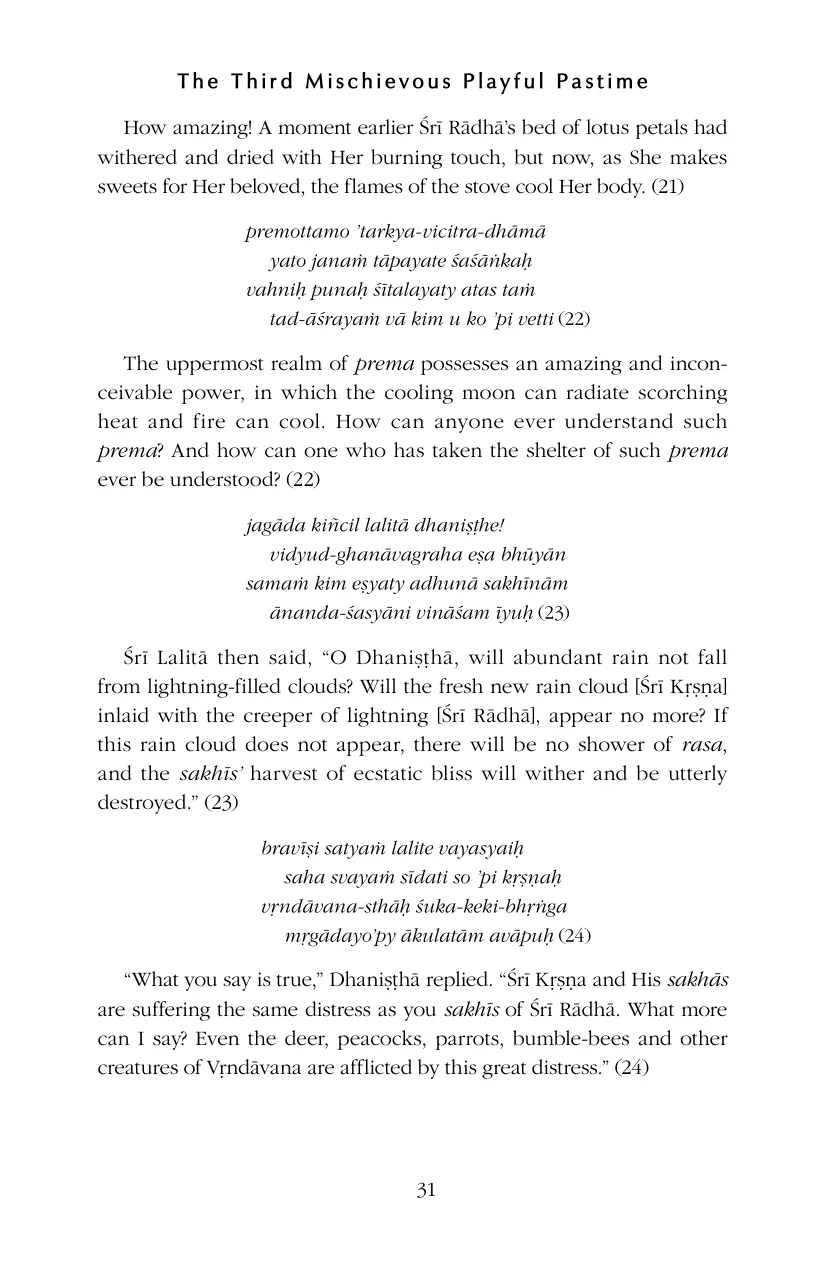 The Third Mischievous Playful Pastime
How amazing! A moment earlier Śrī Rādhā’s bed of lotus petals had
withered and dried with Her burning touch, but now, as She makes
sweets for Her beloved, the flames of the stove cool Her body. (21)
premottamo ’tarkya-vicitra-dhāmā
yato janaṁ tāpayate śaśāṅkaḥ
vahniḥ punaḥ śītalayaty atas taṁ
tad-āśrayaṁ vā kim u ko ’pi vetti (22)
The uppermost realm of prema possesses an amazing and incon-
ceivable power, in which the cooling moon can radiate scorching
heat and fire can cool. How can anyone ever understand such
prema? And how can one who has taken the shelter of such prema
ever be understood? (22)
jagāda kiñcil lalitā dhaniṣṭhe!
vidyud-ghanāvagraha eṣa bhūyān
samaṁ kim eṣyaty adhunā sakhīnām
ānanda-śasyāni vināśam īyuḥ (23)
Śrī Lalitā then said, “O Dhaniṣṭhā, will abundant rain not fall
from lightning-filled clouds? Will the fresh new rain cloud [Śrī Kṛṣṇa]
inlaid with the creeper of lightning [Śrī Rādhā], appear no more? If
this rain cloud does not appear, there will be no shower of rasa,
and the sakhīs’ harvest of ecstatic bliss will wither and be utterly
destroyed.” (23)
bravīṣi satyaṁ lalite vayasyaiḥ
saha svayaṁ sīdati so ’pi kṛṣṇaḥ
vṛndāvana-sthāḥ śuka-keki-bhṛṅga
mṛgādayo’py ākulatām avāpuḥ (24)
“What you say is true,” Dhaniṣṭhā replied. “Śrī Kṛṣṇa and His sakhās
are suffering the same distress as you sakhīs of Śrī Rādhā. What more
can I say? Even the deer, peacocks, parrots, bumble-bees and other
creatures of Vṛndāvana are afflicted by this great distress.” (24)
31